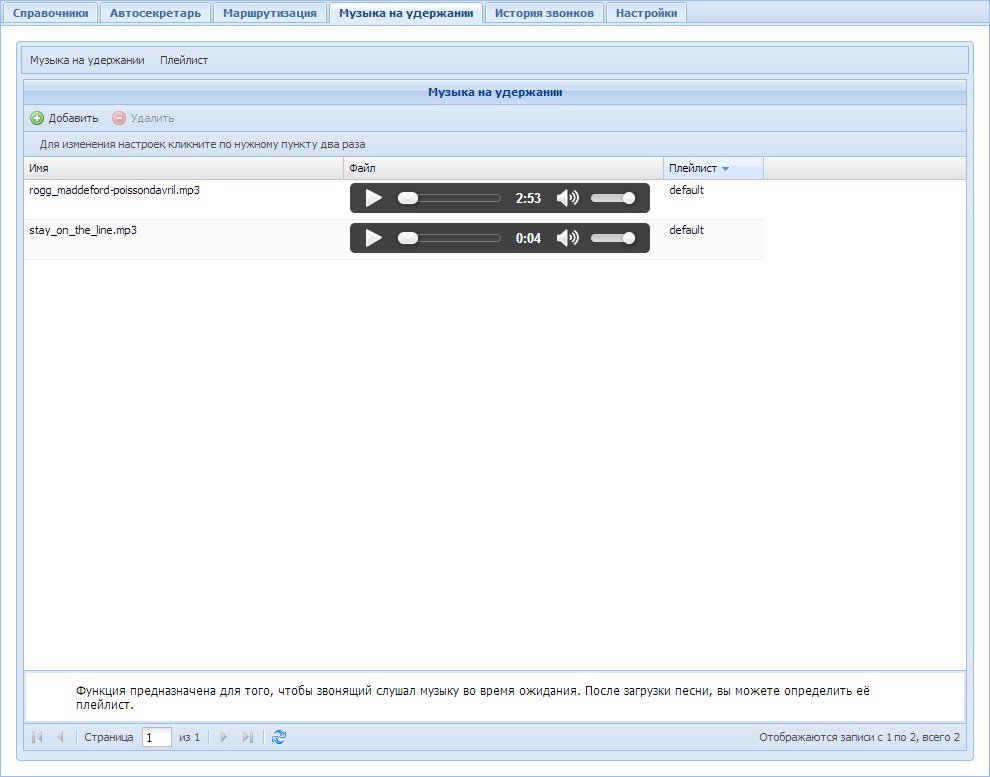 Справочники Автосекретарь Маршрутизация Музыка на удержании История звонков Настройки
Музыка на удержании Плейлист
Музыка на удержании
Добавить Удалить
Для изменения настроек кликните по нужному пункту два раза
Имя Файл Плейлист
rogg_maddeford-poissondavril.mp3 2:53 default
stay_on_the_line.mp3 0:04 default
Функция предназначена для того, чтобы звонящий слушал музыку во время ожидания. После загрузки песни, вы можете определить её
плейлист.
Страница 1 из 1 Отображаются записи с 1 по 2, всего 2